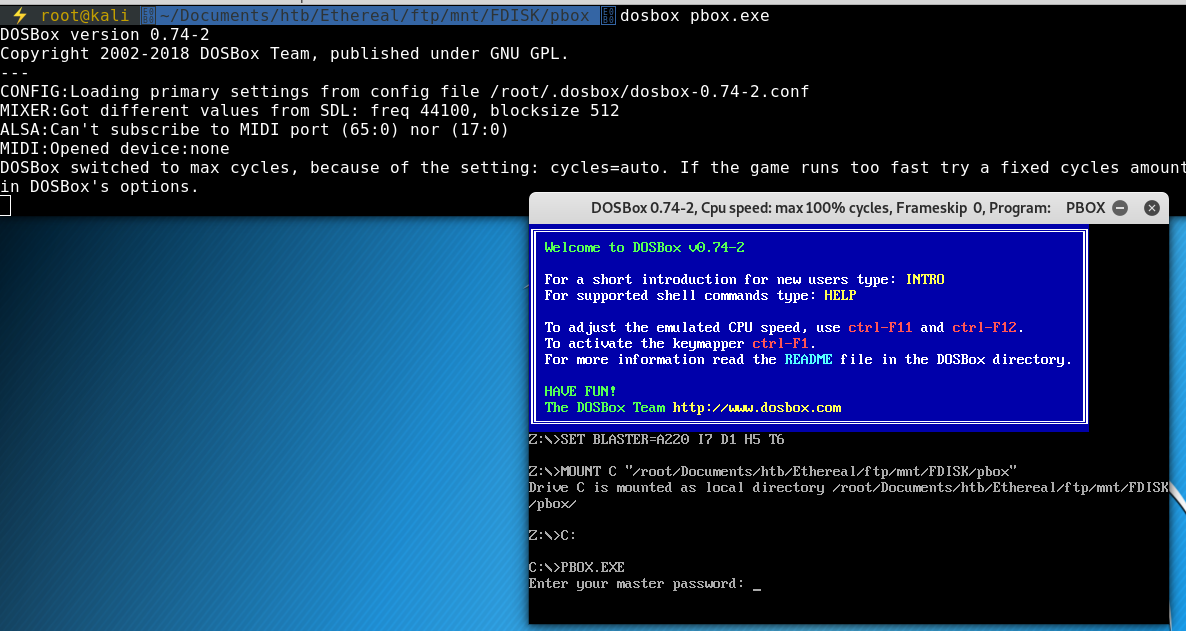 root@kali ~/Documents/htb/Ethereal/ftp/mnt/FDISK/pbox dosbox pbox.exe
DOSBox version 0.74-2
Copyright 2002-2018 DOSBox Team, published under GNU GPL.
---
CONFIG:Loading primary settings from config file /root/.dosbox/dosbox-0.74-2.conf
MIXER:Got different values from SDL: freq 44100, blocksize 512
ALSA:Can't subscribe to MIDI port (65:0) nor (17:0)
MIDI:Opened device:none
DOSBox switched to max cycles, because of the setting: cycles=auto. If the game runs too fast try a fixed cycles amount
in DOSBox's options.
DOSBox 0.74-2, Cpu speed: max 100% cycles, Frameskip 0, Program: PBOX
Welcome to DOSBox v0.74-2
For a short introduction for new users type: INTRO
For supported shell commands type: HELP
To adjust the emulated CPU speed, use ctrl-F11 and ctrl-F12.
To activate the keymapper ctrl-F1.
For more information read the README file in the DOSBox directory.
HAVE FUN!
The DOSBox Team http://www.dosbox.com
Z:\>SET BLASTER=A220 I7 D1 H5 T6
Z:\>MOUNT C "/root/Documents/htb/Ethereal/ftp/mnt/FDISK/pbox"
Drive C is mounted as local directory /root/Documents/htb/Ethereal/ftp/mnt/FDISK
/pbox/
Z:\>C:
C:\>PBOX.EXE
Enter your master password: _